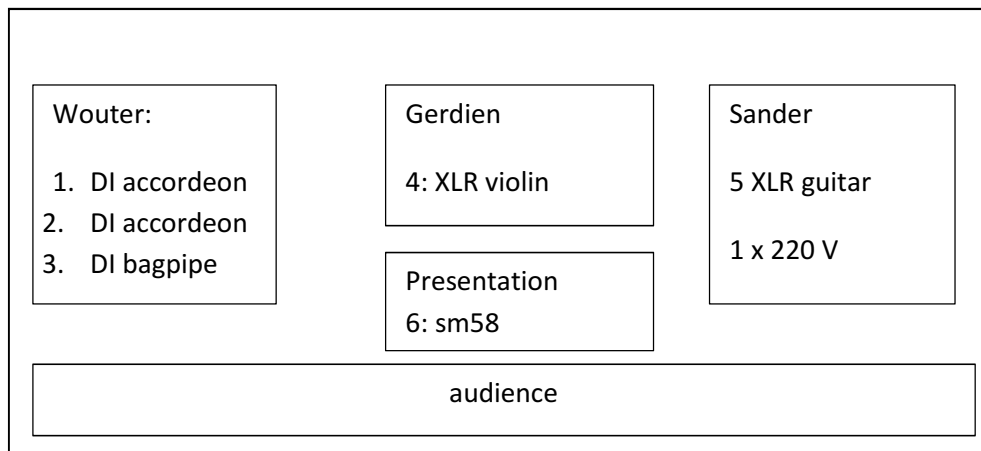 Wouter:
1. DI accordeon
2. DI accordeon
3. DI bagpipe
Gerdien
4: XLR violin
Sander
5 XLR guitar
1 x 220 V
Presentation
6: sm58
audience